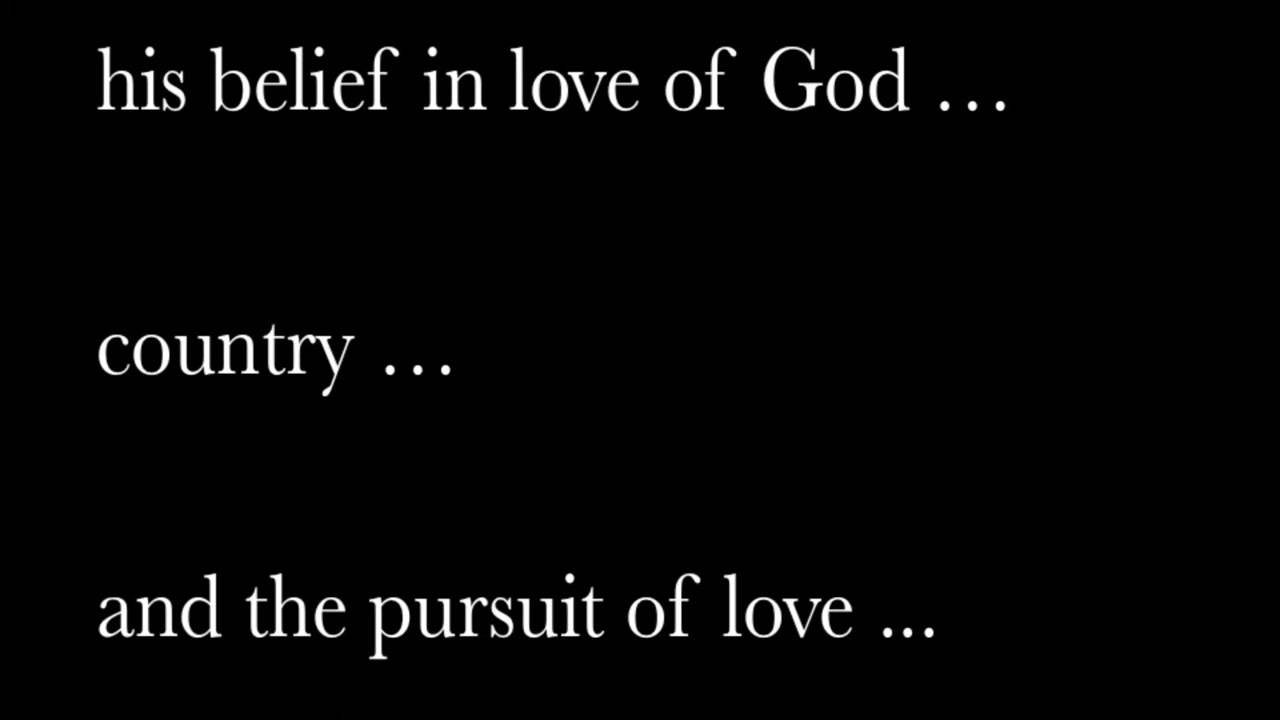 his belief in love of God …
country …
and the pursuit of love ...